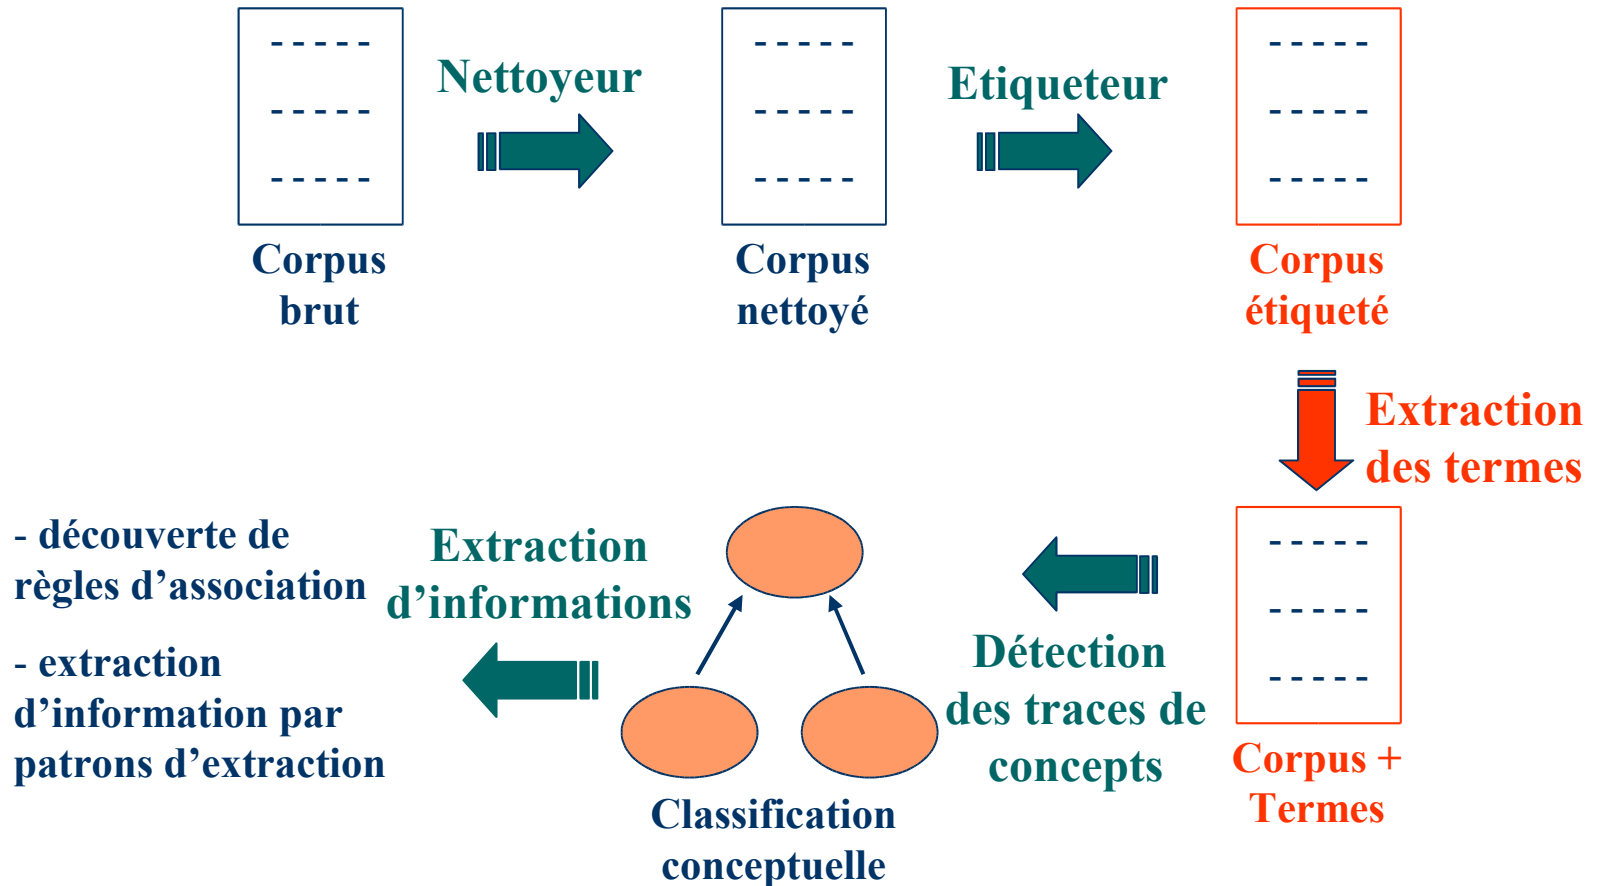 Nettoyeur
Etiqueteur
Corpus
brut
Corpus
nettoyé
Corpus
étiqueté
Extraction
des termes
Corpus +
Termes
Détection
des traces de
concepts
Classification
conceptuelle
Extraction
d’informations
- découverte de
règles d’association
- extraction
d’information par
patrons d’extraction